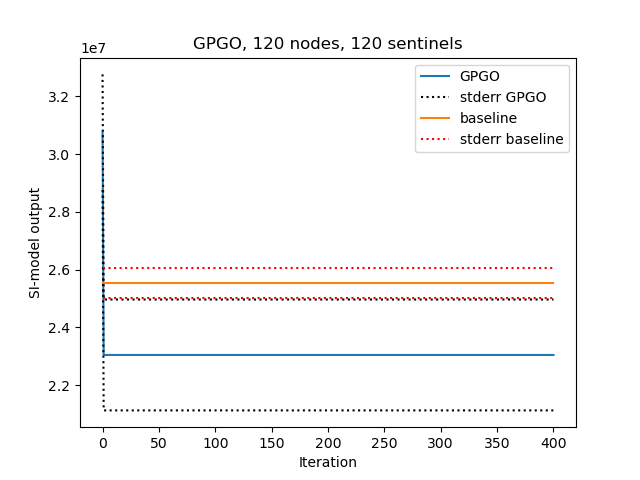 GPGO, 120 nodes, 120 sentinels
1e7
3.2
3.0
2.8
2.6
2.4
2.2
SI-model output
GPGO
stderr GPGO
baseline
stderr baseline
0 50 100 150 200 250 300 350 400
Iteration